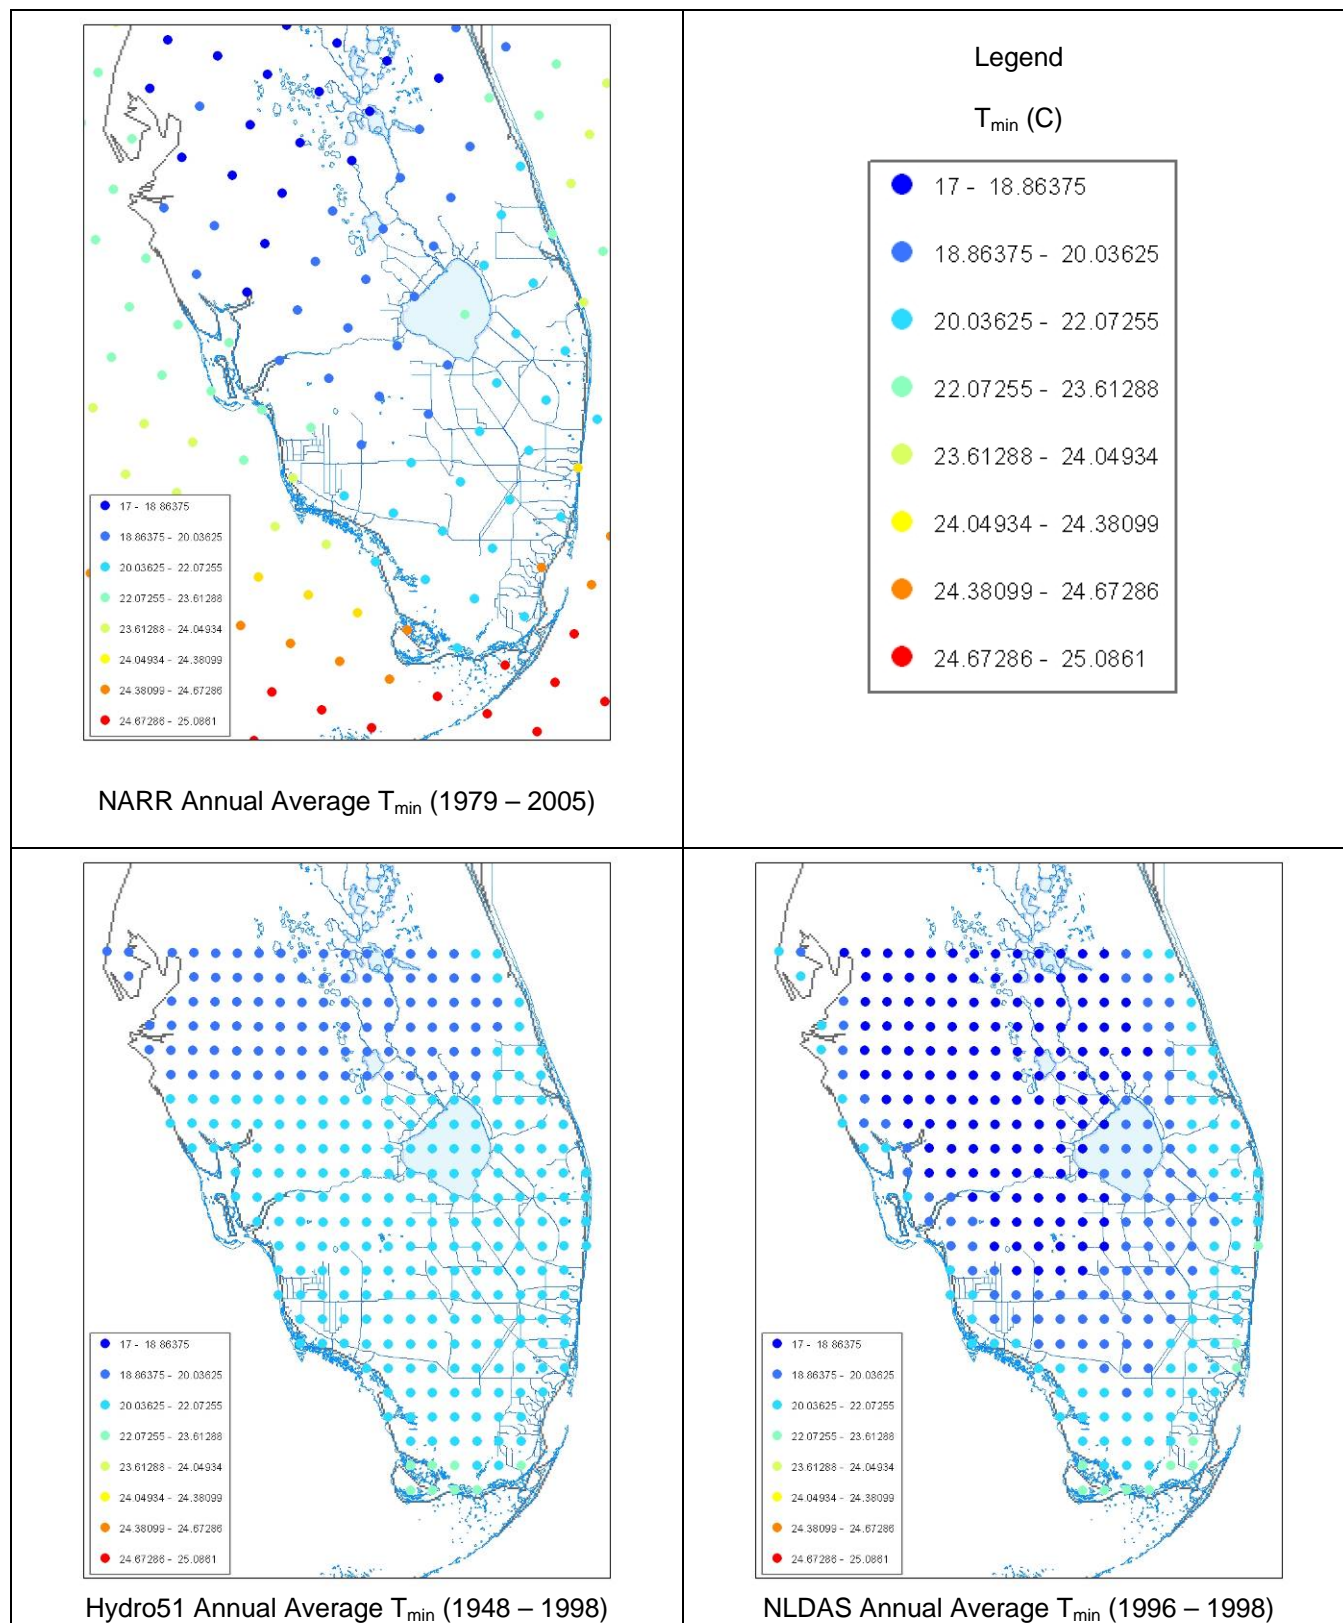 Legend
Tmin (C)
17 - 18.86375
18.86375 - 20.03625
20.03625 - 22.07255
22.07255 - 23.61288
23.61288 - 24.04934
24.04934 - 24.38099
24.38099 - 24.67286
24.67286 - 25.0861
17 - 18 86375
18.86375 - 20.03625
20.03625 - 22.07255
22.07255 - 23.61288
23.61288 - 24.04934
24.04934 - 24.38099
24.38099 - 24.67286
24.67286 - 25.0861
NARR Annual Average Tmin (1979 – 2005)
17 - 18 86375
18.86375 - 20.03625
20.03625 - 22.07255
22.07255 - 23.61288
23.61288 - 24.04934
24.04934 - 24.38099
24.38099 - 24.67286
24.67286 - 25.0861
Hydro51 Annual Average Tmin (1948 – 1998)
17 - 18 86375
18.86375 - 20.03625
20.03625 - 22.07255
22.07255 - 23.61288
23.61288 - 24.04934
24.04934 - 24.38099
24.38099 - 24.67286
24.67286 - 25.0861
NLDAS Annual Average Tmin (1996 – 1998)